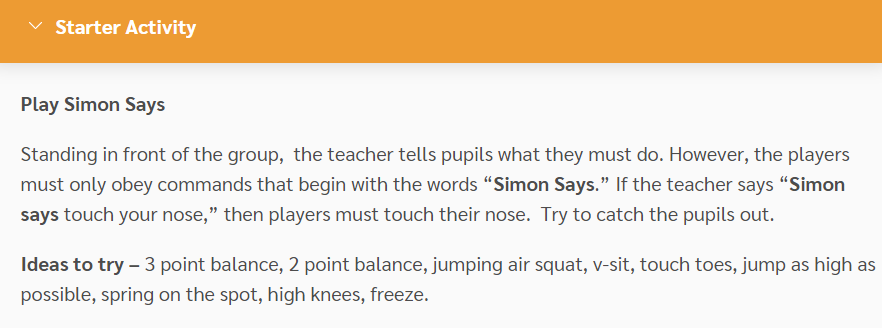 Starter Activity
Play Simon Says
Standing in front of the group,  the teacher tells pupils what they must do. However, the players
must only obey commands that begin with the words “Simon Says.” If the teacher says “Simon
says touch your nose,” then players must touch their nose.  Try to catch the pupils out.
Ideas to try – 3 point balance, 2 point balance, jumping air squat, v-sit, touch toes, jump as high as
possible, spring on the spot, high knees, freeze.